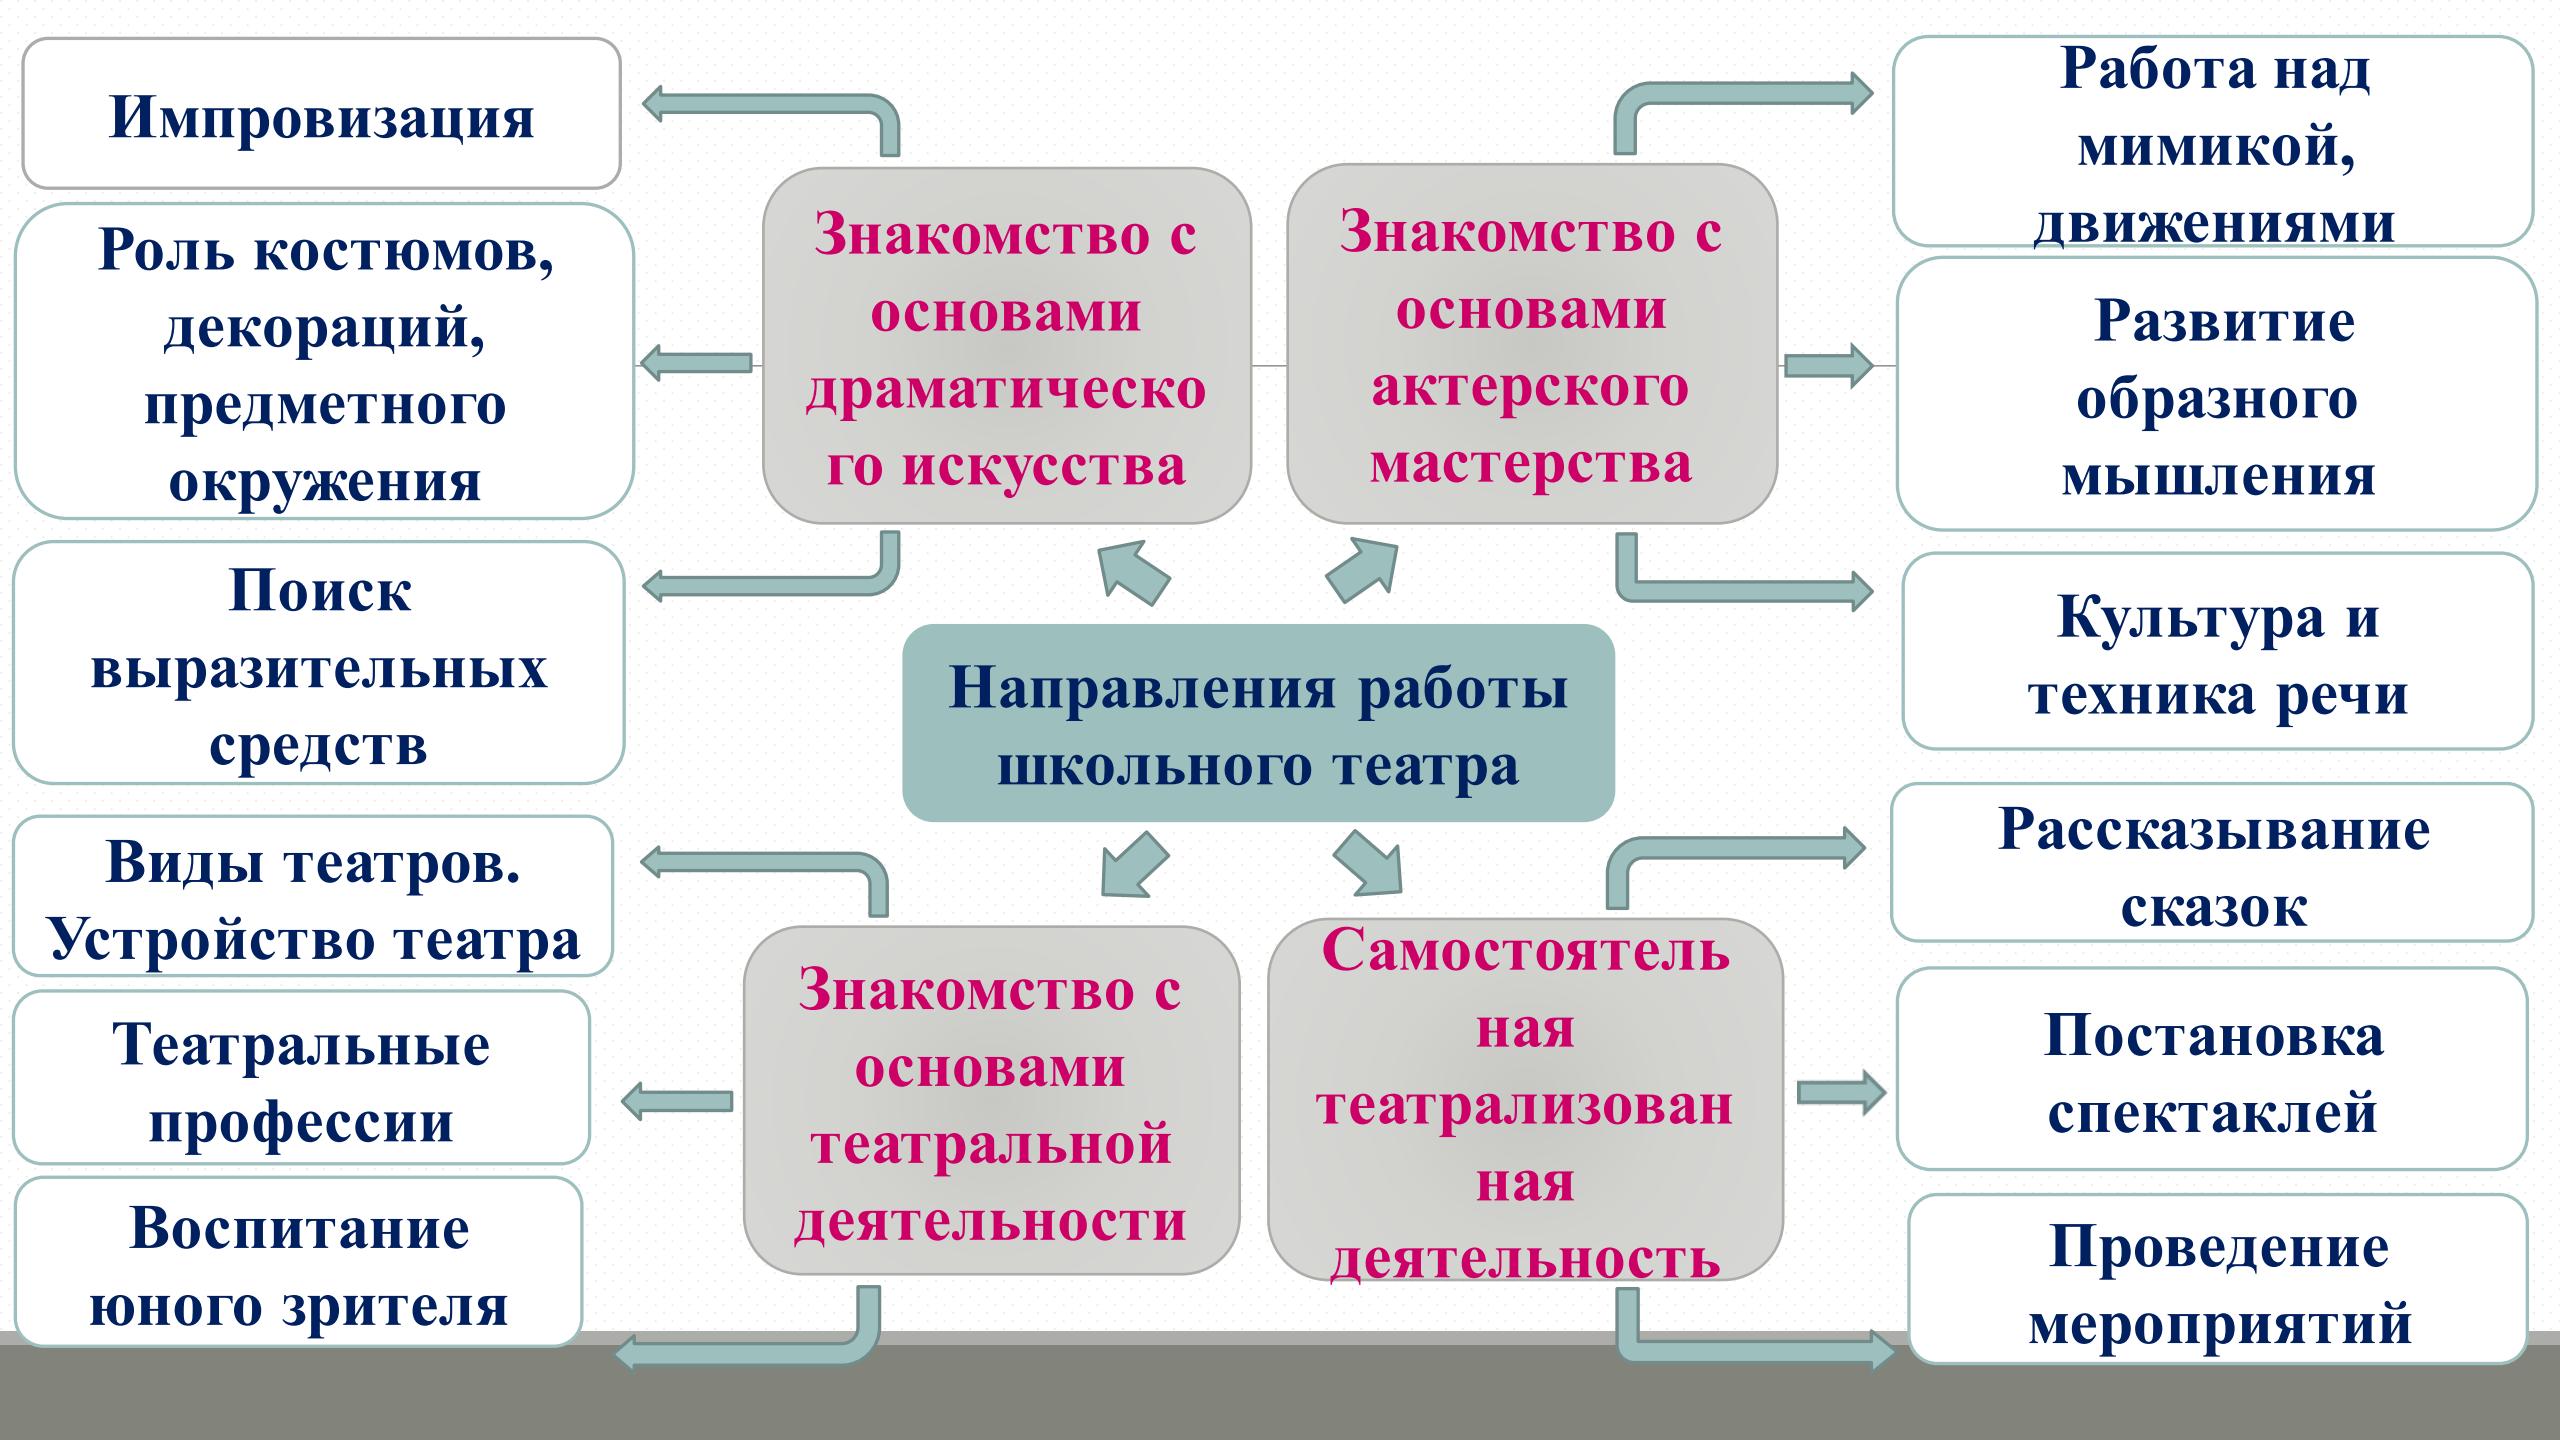 Импровизация
Роль костюмов,
декораций,
предметного
окружения
Поиск
выразительных
средств
Виды театров.
Устройство театра
Театральные
профессии
Воспитание
юного зрителя
Знакомство с
основами
драматическо
го искусства
Знакомство с
основами
актерского
мастерства
Направления работы
школьного театра
Знакомство с
основами
театральной
деятельности
Самостоятель
ная
театрализован
ная
деятельность
Работа над
мимикой,
движениями
Развитие
образного
мышления
Культура и
техника речи
Рассказывание
сказок
Постановка
спектаклей
Проведение
мероприятий